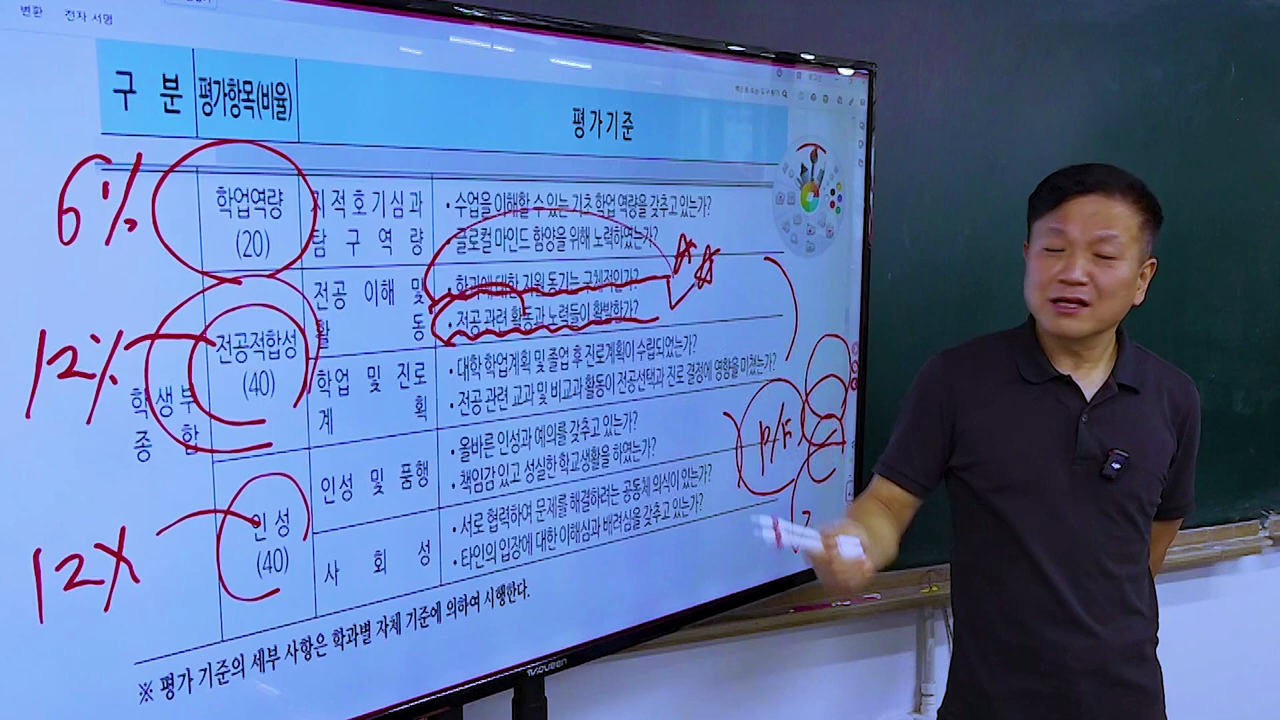 변환 전자 서명
구 분 평가항목(비율) 평가기준
6%
학업역량
(20)
지적호기심과
탐 구 역 량
• 수업을 이해할 수 있는 기초 학업 역량을 갖추고 있는가?
글로컬 마인드 함양을 위해 노력하였는가?
12%
전공적합성
(40)
전공 이해 및
활 동
• 학과에 대한 지원 동기는 구체적인가?
• 전공 관련 활동과 노력들이 활발한가?
학생부
종 합
학업 및 진로
계 획
• 대학 학업계획 및 졸업 후 진로계획이 수립되었는가?
• 전공 관련 교과 및 비교과 활동이 전공선택과 진로 결정에 영향을 미쳤는가?
P/F
12%
인 성
(40)
인성 및 품행
• 올바른 인성과 예의를 갖추고 있는가?
• 책임감 있고 성실한 학교생활을 하였는가?
사 회 성
• 서로 협력하여 문제를 해결하려는 공동체 의식이 있는가?
• 타인의 입장에 대한 이해심과 배려심을 갖추고 있는가?
※ 평가 기준의 세부 사항은 학과별 자체 기준에 의하여 시행한다.
TVQUEEN